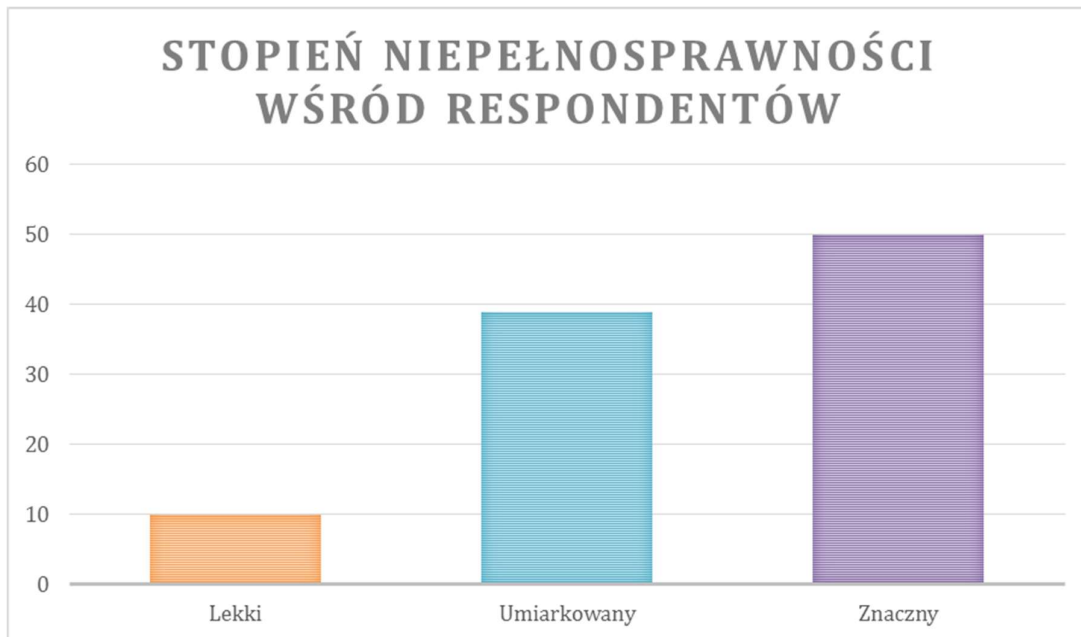 STOPIEŃ NIEPEŁNOSPRAWNOŚCI
WŚRÓD RESPONDENTÓW
60
50
40
30
20
10
0
Lekki Umiarkowany Znaczny